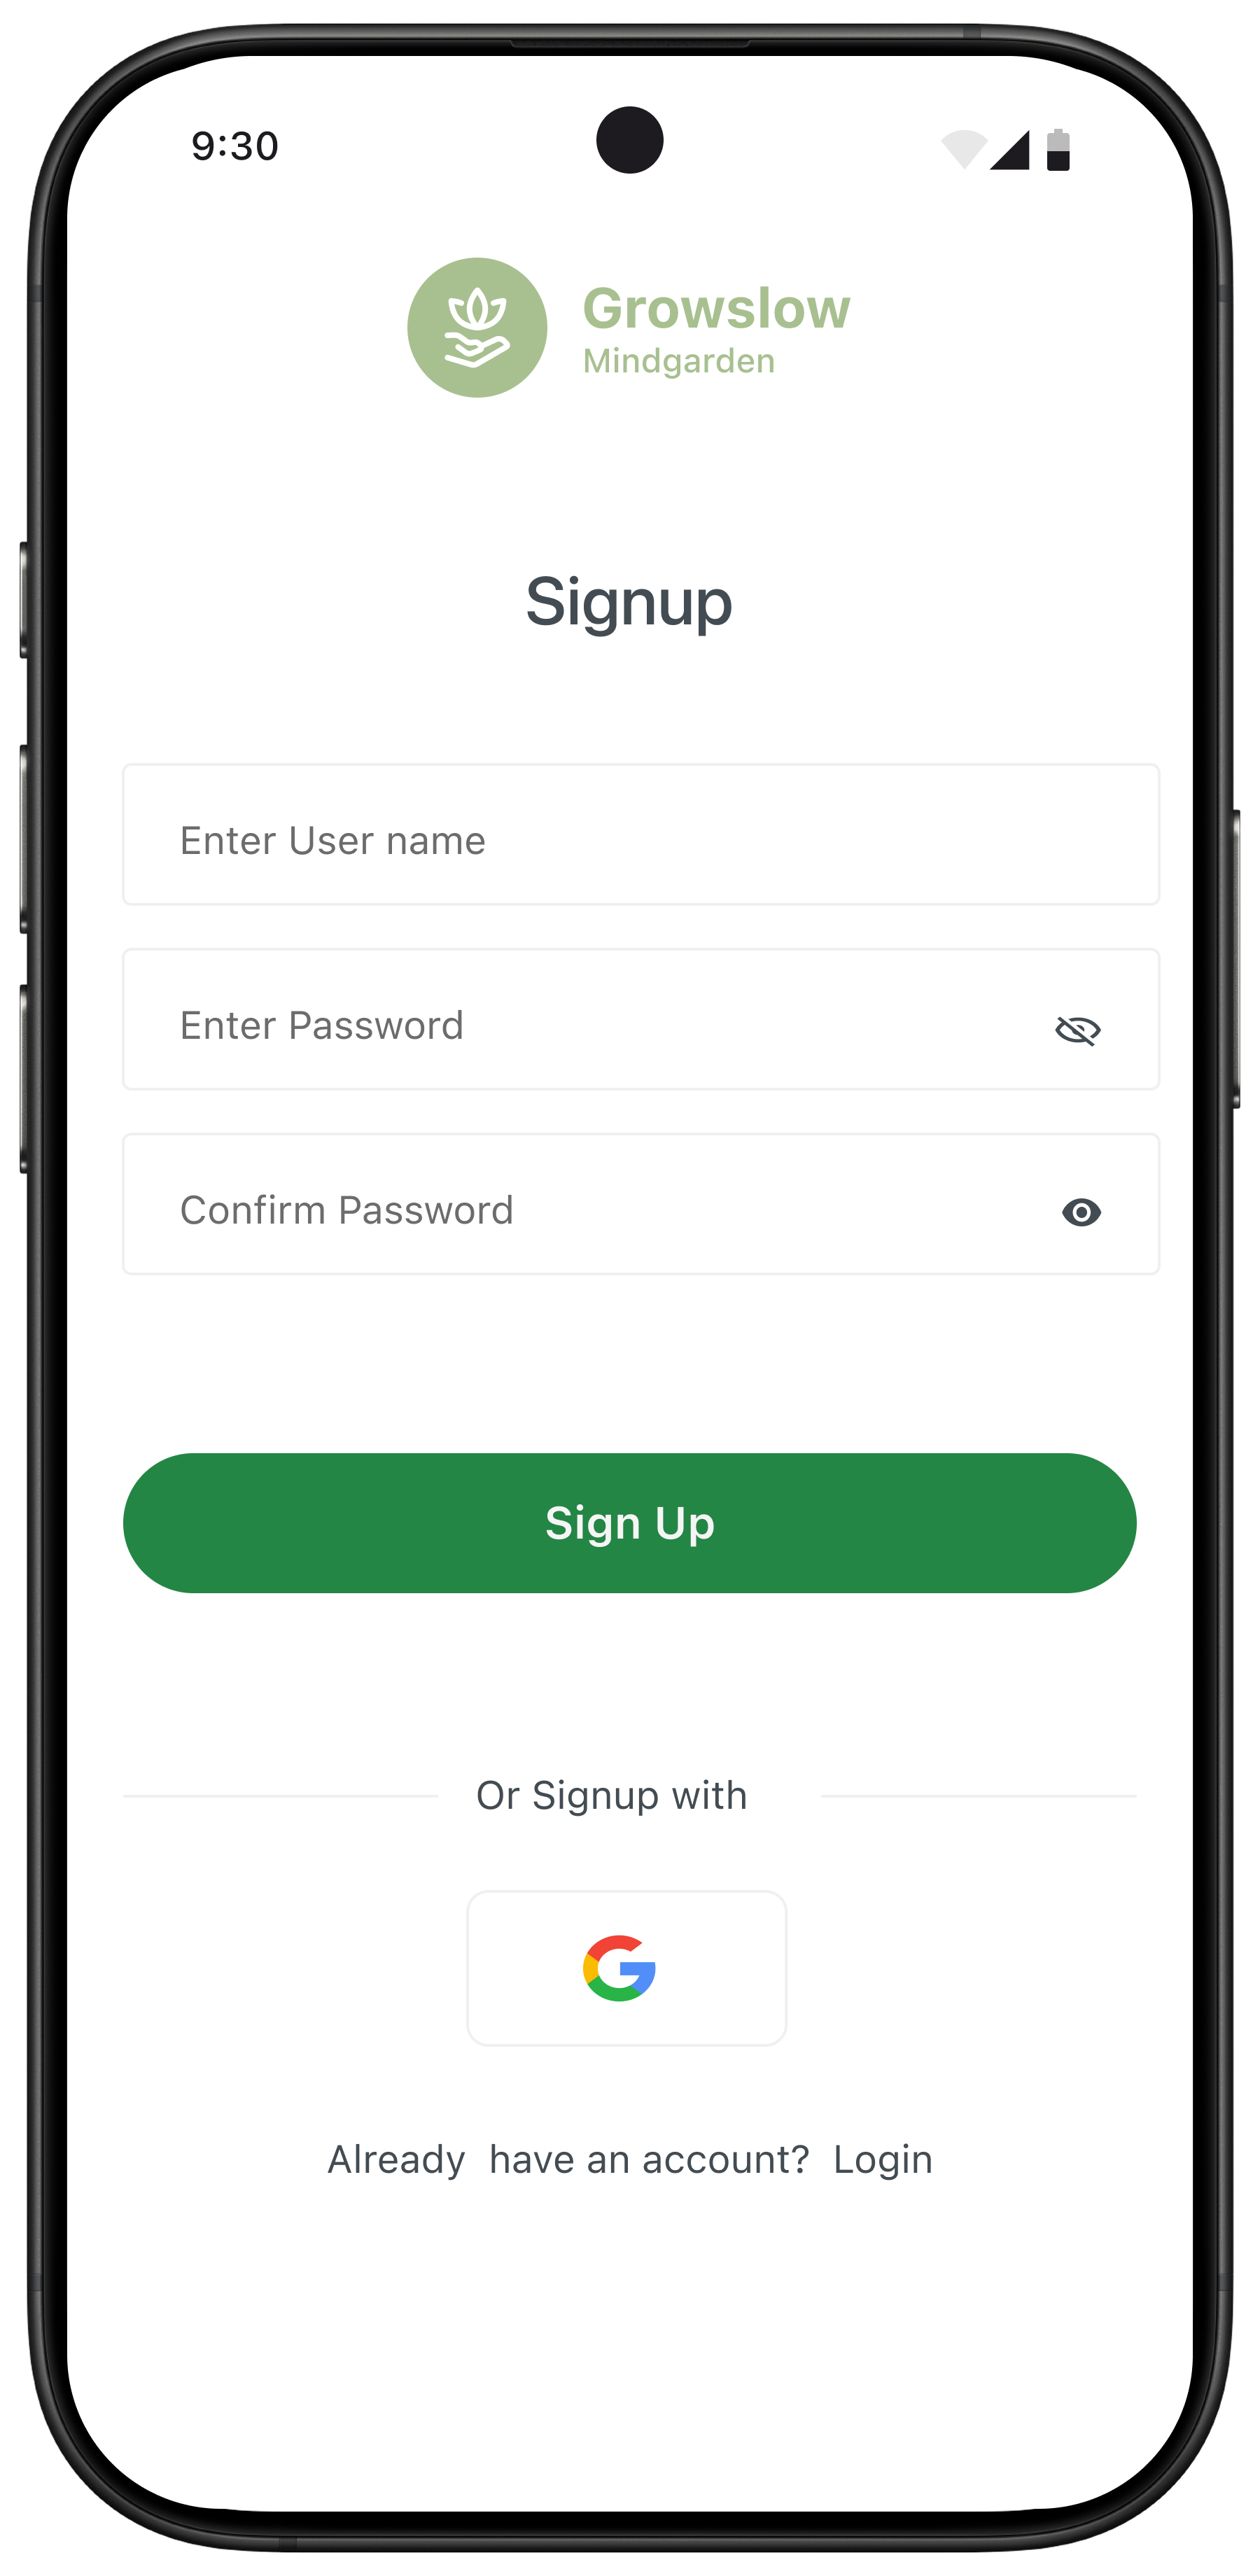 9:30
Growslow
Mindgarden
Signup
Enter User name
Enter Password
Confirm Password
Sign Up
Or Signup with
Already have an account? Login